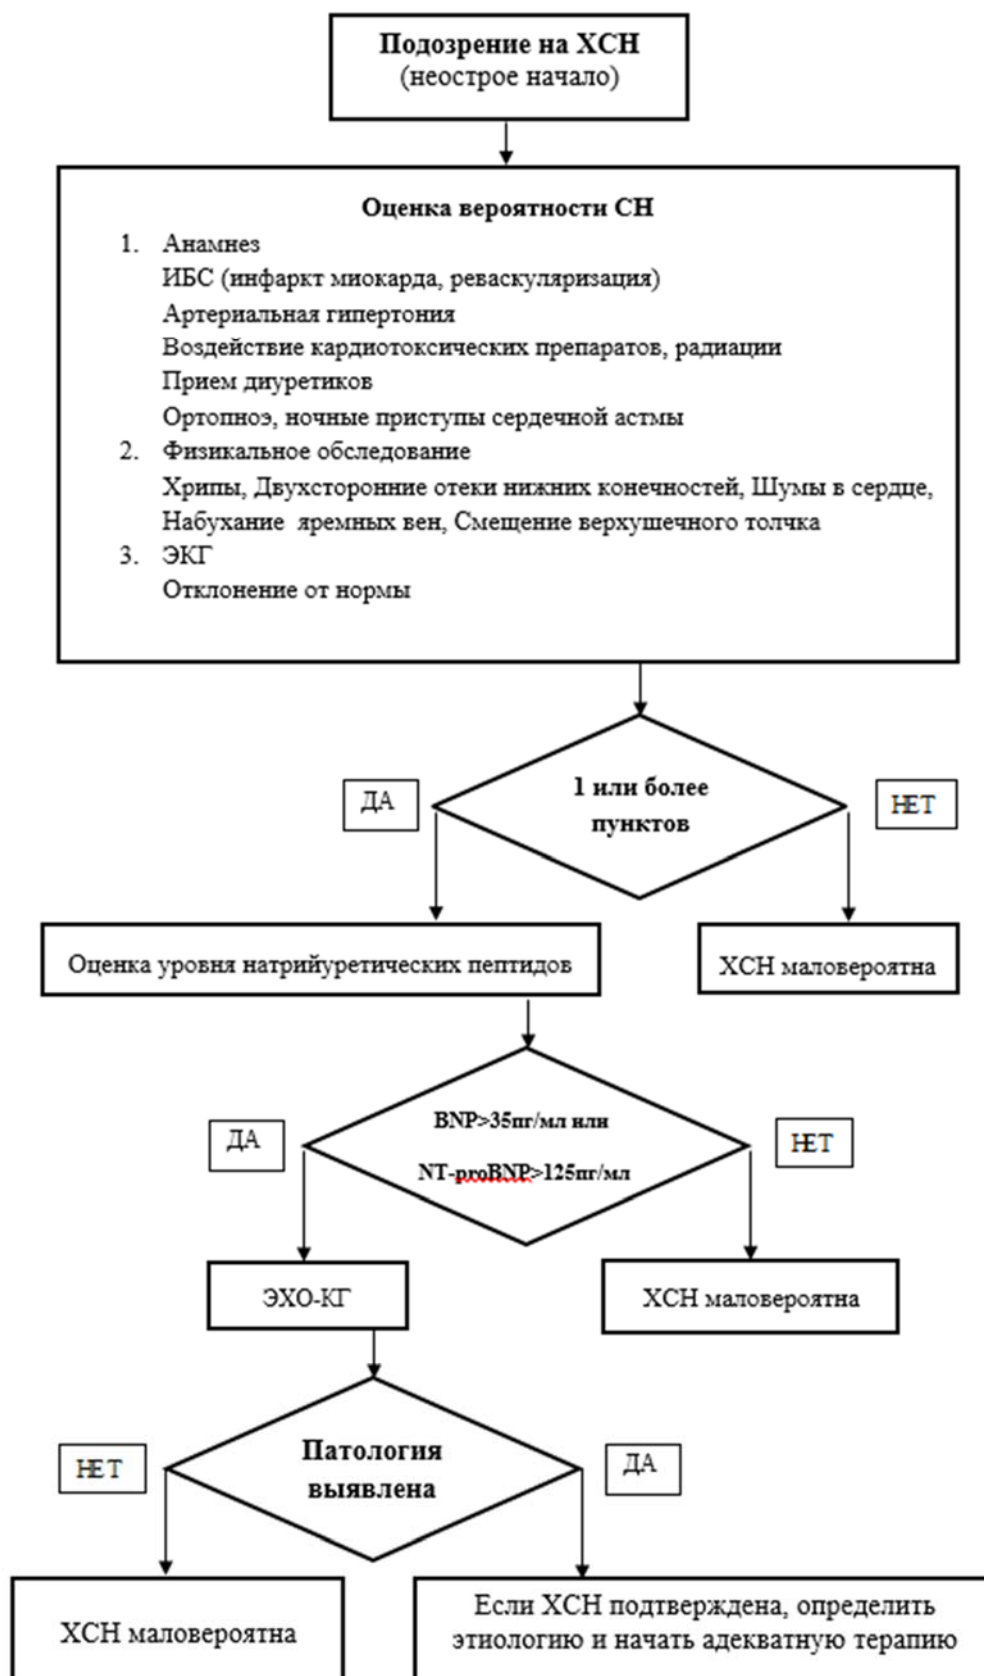 Подозрение на ХСН
(неострое начало)
Оценка вероятности СН
1. Анамнез
ИБС (инфаркт миокарда, реваскуляризация)
Артериальная гипертония
Воздействие кардиотоксических препаратов, радиации
Прием диуретиков
Ортопноэ, ночные приступы сердечной астмы
2. Физикальное обследование
Хрипы, Двухсторонние отеки нижних конечностей, Шумы в сердце,
Набухание яремных вен, Смещение верхушечного толчка
3. ЭКГ
Отклонение от нормы
1 или более
пунктов
ДА
НЕТ
Оценка уровня натрийуретических пептидов
ХСН маловероятна
BNP>35пг/мл или
NT-proBNP>125пг/мл
ДА
НЕТ
ЭХО-КГ
ХСН маловероятна
Патология
выявлена
НЕТ
ДА
ХСН маловероятна
Если ХСН подтверждена, определить
этиологию и начать адекватную терапию